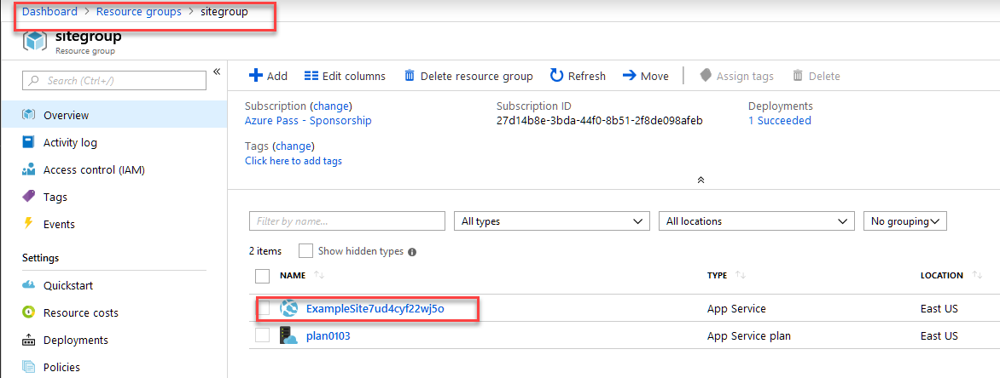 Dashboard > Resource groups > sitegroup
sitegroup
Resource group
Search (Ctrl+/)
«
Overview
Activity log
Access control (IAM)
Tags
Events
Settings
Quickstart
Resource costs
Deployments
Policies
Add Edit columns Delete resource group Refresh Move Assign tags Delete
Subscription (change) Subscription ID Deployments
Azure Pass - Sponsorship 27d14b8e-3bda-44f0-8b51-2f8de098afeb 1 Succeeded
Tags (change)
Click here to add tags
Filter by name... All types All locations No grouping
2 items Show hidden types
NAME TYPE LOCATION
ExampleSite7ud4cyf22wj5o App Service East US
plan0103 App Service plan East US